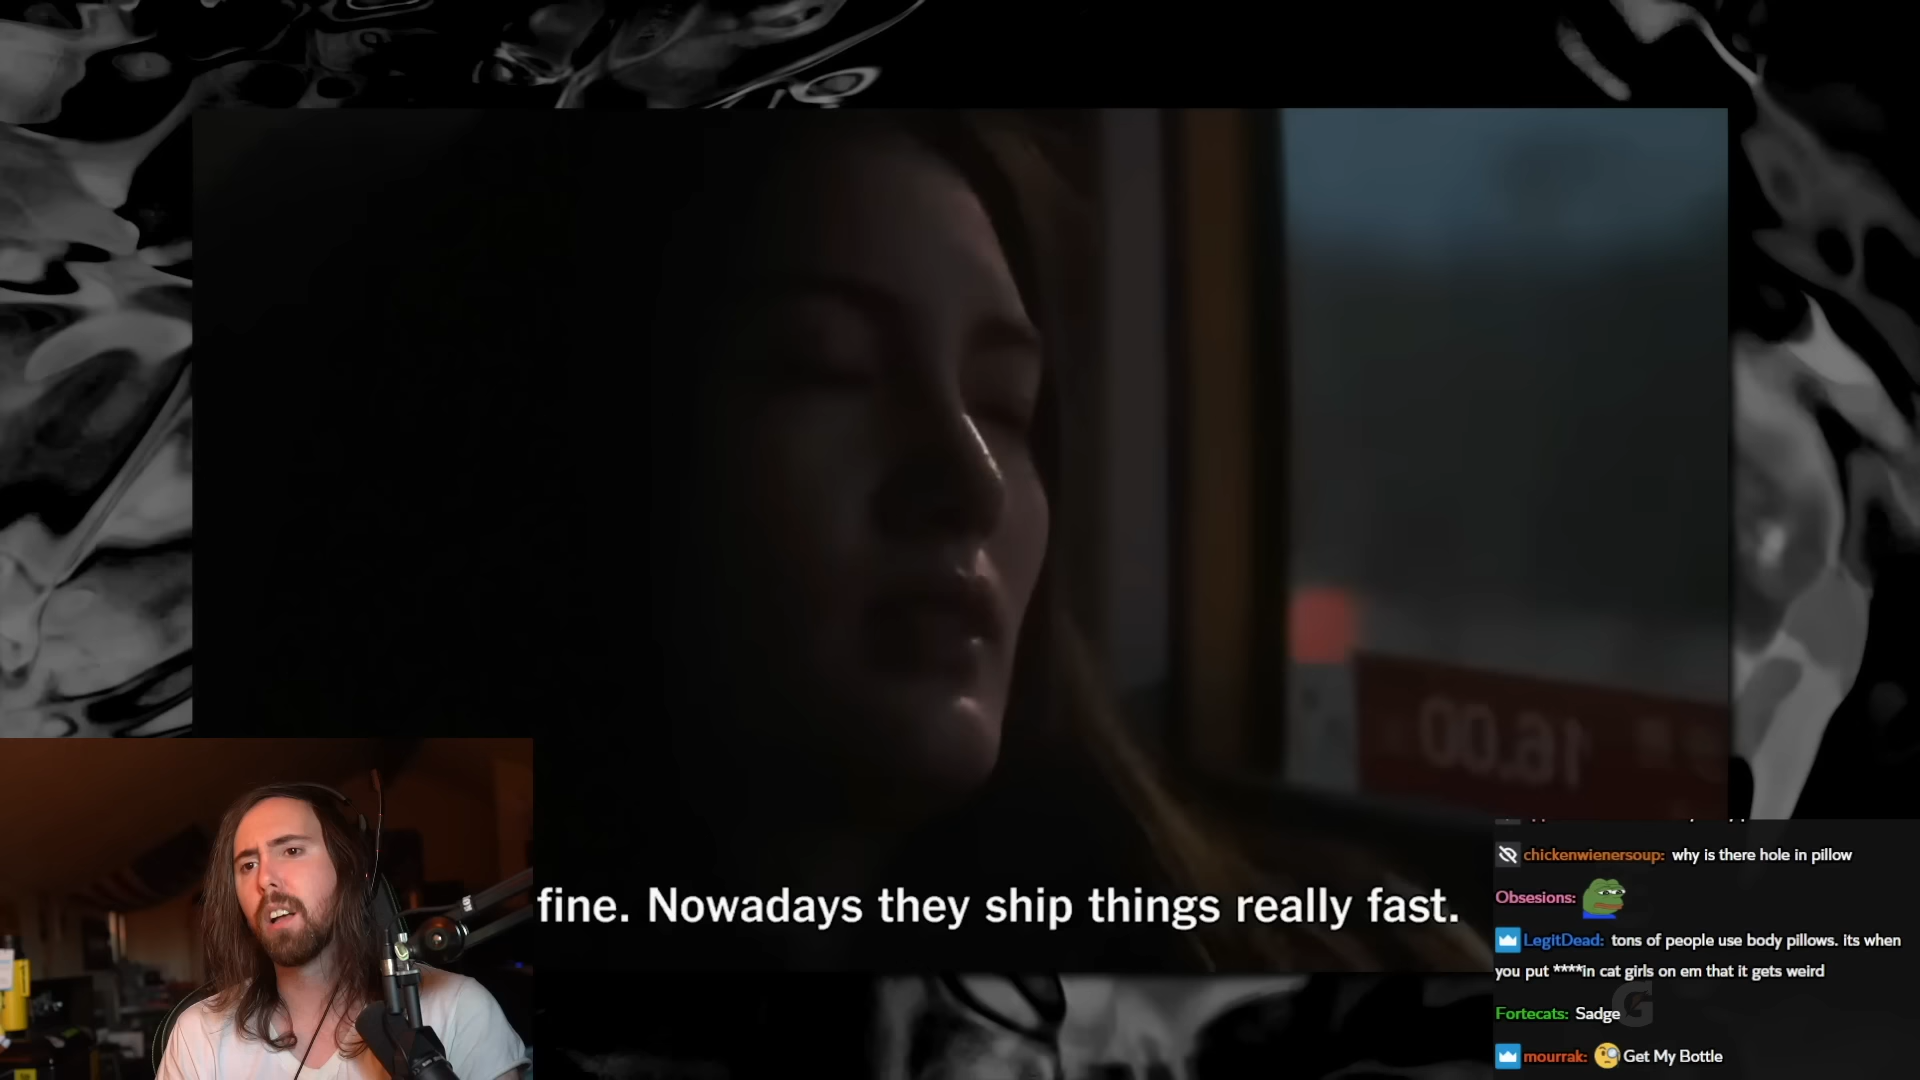 16.00
fine. Nowadays they ship things really fast.
chickenwienersoup: why is there hole in pillow
Obsesions:
LegitDead: tons of people use body pillows. its when
you put ****in cat girls on em that it gets weird
Fortecats: Sadge
mourrak: Get My Bottle